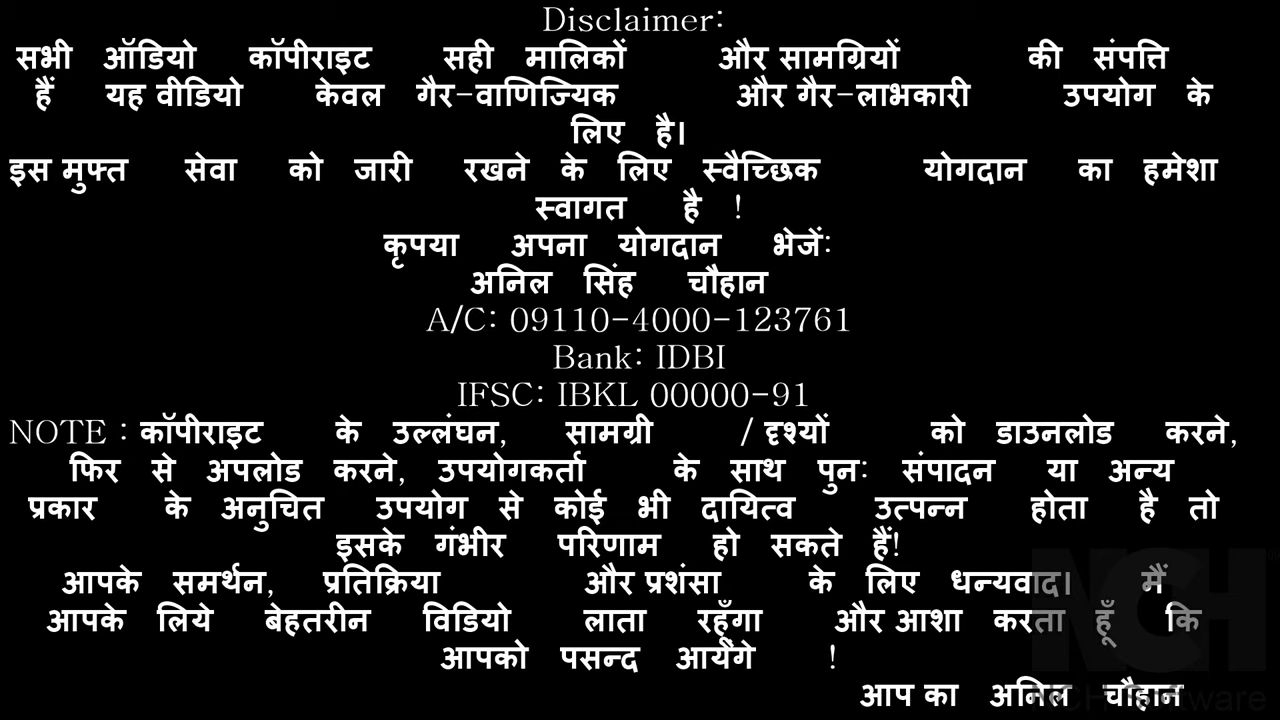 Disclaimer:
सभी ऑडियो कॉपीराइट सही मालिकों और सामग्रियों की संपत्ति
हैं यह वीडियो केवल गैर-वाणिज्यिक और गैर-लाभकारी उपयोग के
लिए है।
इस मुफ्त सेवा को जारी रखने के लिए स्वैच्छिक योगदान का हमेशा
स्वागत है !
कृपया अपना योगदान भेजें:
अनिल सिंह चौहान
A/C: 09110-4000-123761
Bank: IDBI
IFSC: IBKL 00000-91
NOTE : कॉपीराइट के उल्लंघन, सामग्री / दृश्यों को डाउनलोड करने,
फिर से अपलोड करने, उपयोगकर्ता के साथ पुन: संपादन या अन्य
प्रकार के अनुचित उपयोग से कोई भी दायित्व उत्पन्न होता है तो
इसके गंभीर परिणाम हो सकते हैं!
आपके समर्थन, प्रतिक्रिया और प्रशंसा के लिए धन्यवाद। मैं
आपके लिये बेहतरीन विडियो लाता रहूँगा और आशा करता हूँ कि
आपको पसन्द आयेंगे !
आप का अनिल चौहान
NCH
NCH Software